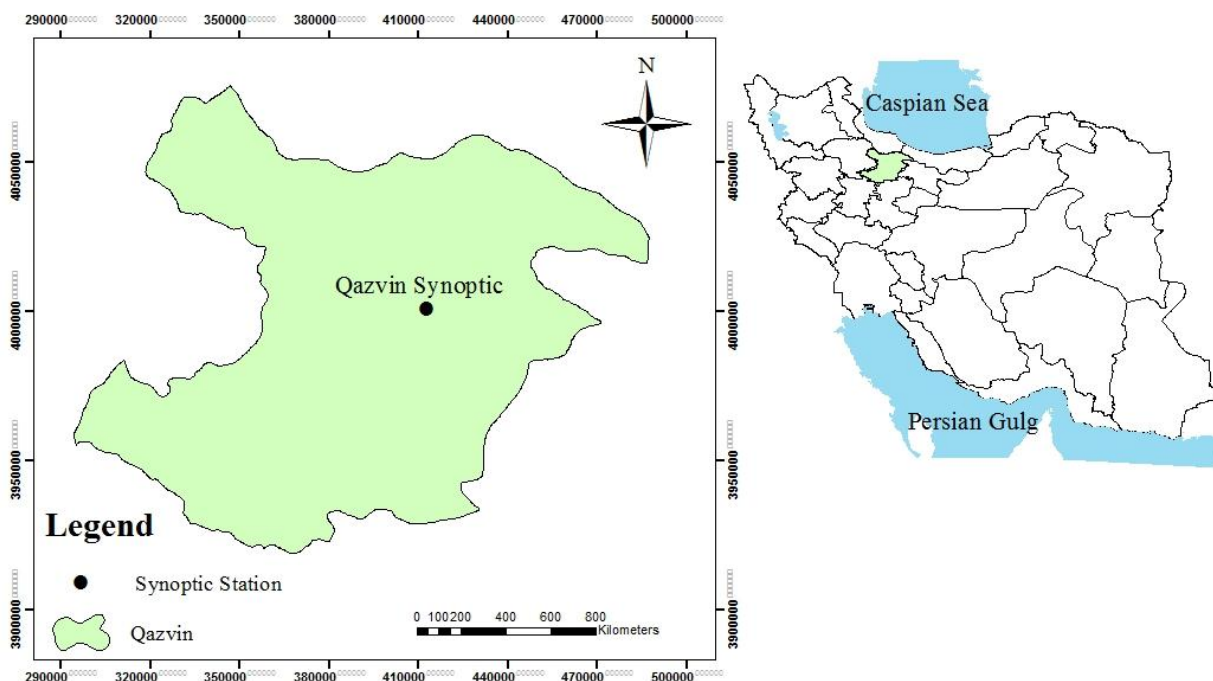 290000 320000 350000 380000 410000 440000 470000 500000
N
Caspian Sea
4050000 4050000
Qazvin Synoptic
4000000 4000000
Persian Gulg
3950000 3950000
Legend
Synoptic Station
Qazvin
0 100 200 400 600 800
Kilometers
3900000 3900000
290000 320000 350000 380000 410000 440000 470000 500000